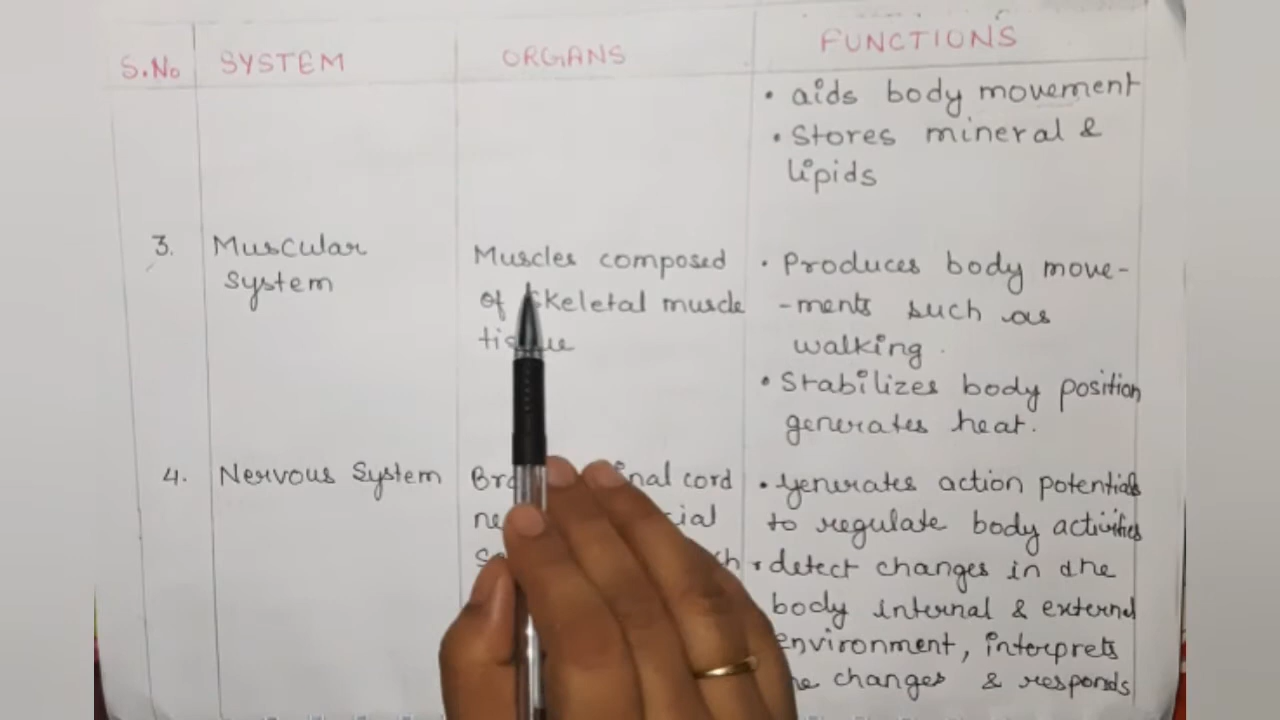 S.No SYSTEM ORGANS FUNCTIONS
• aids body movement
• Stores mineral &
lipids
3. Muscular
System
Muscles composed
of skeletal muscle
tissue
• Produces body move-
-ments such as
walking.
• Stabilizes body position
generates heat.
4. Nervous System
cord
• generates action potentials
to regulate body activities
• detect changes in the
body internal & external
environment, interprets
changes & responds